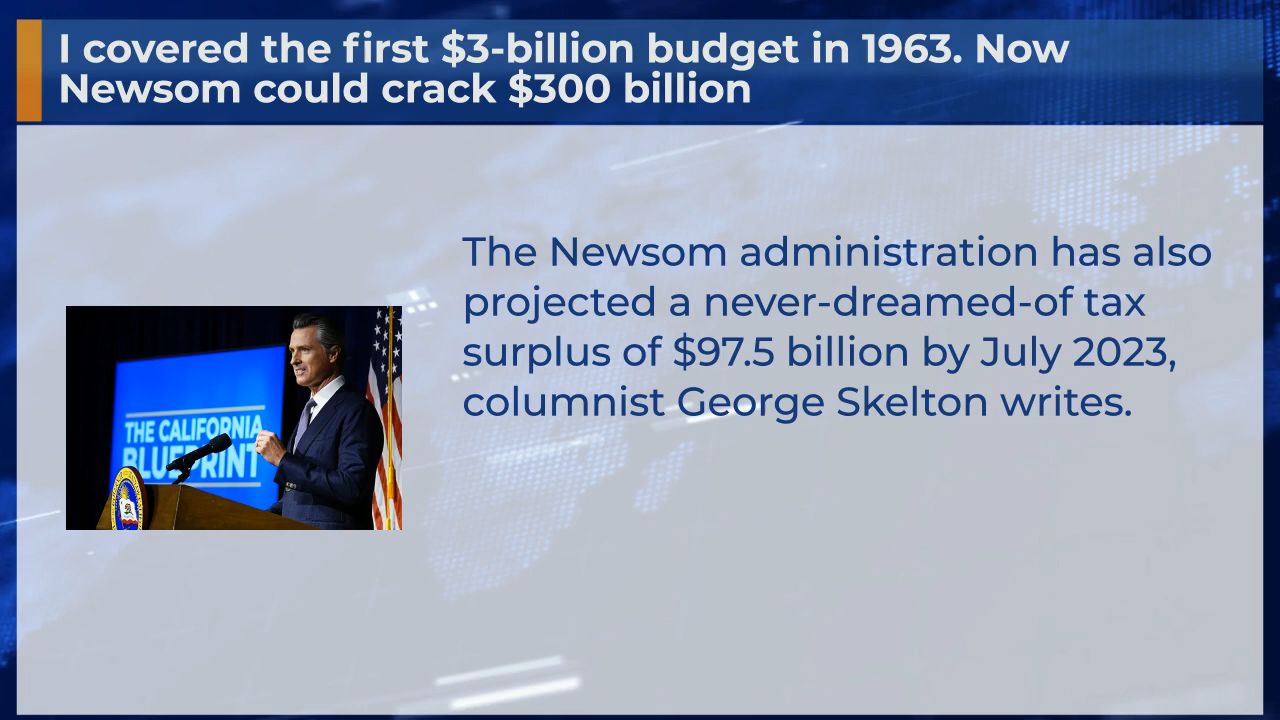 I covered the first $3-billion budget in 1963. Now
Newsom could crack $300 billion
The Newsom administration has also
projected a never-dreamed-of tax
surplus of $97.5 billion by July 2023,
columnist George Skelton writes.
THE CALIFORNIA
BLUEPRINT